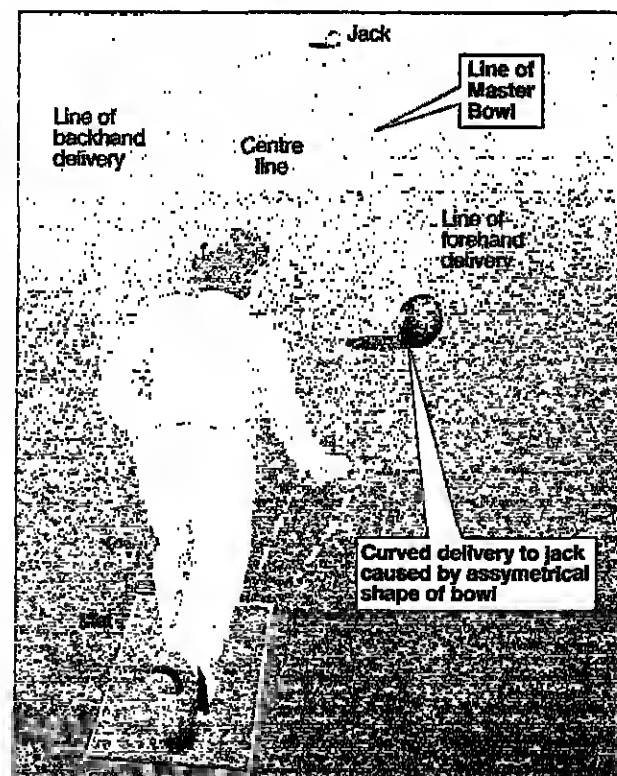 Jack
Line of
Master
Bowl
Line of
backhand
delivery
Centre
line
Line of
forehand
delivery
Curved delivery to jack
caused by assymetrical
shape of bowl